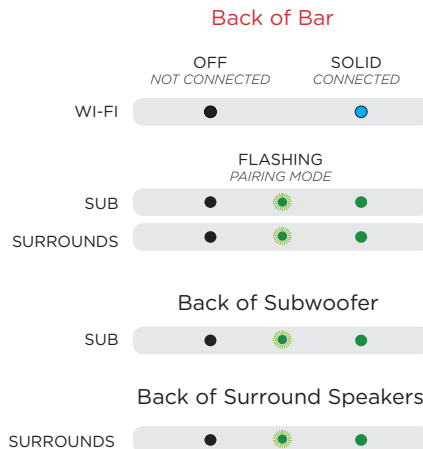 Back of Bar
OFF SOLID
NOT CONNECTED CONNECTED
WI-FI
FLASHING
PAIRING MODE
SUB
SURROUNDS
Back of Subwoofer
SUB
Back of Surround Speakers
SURROUNDS